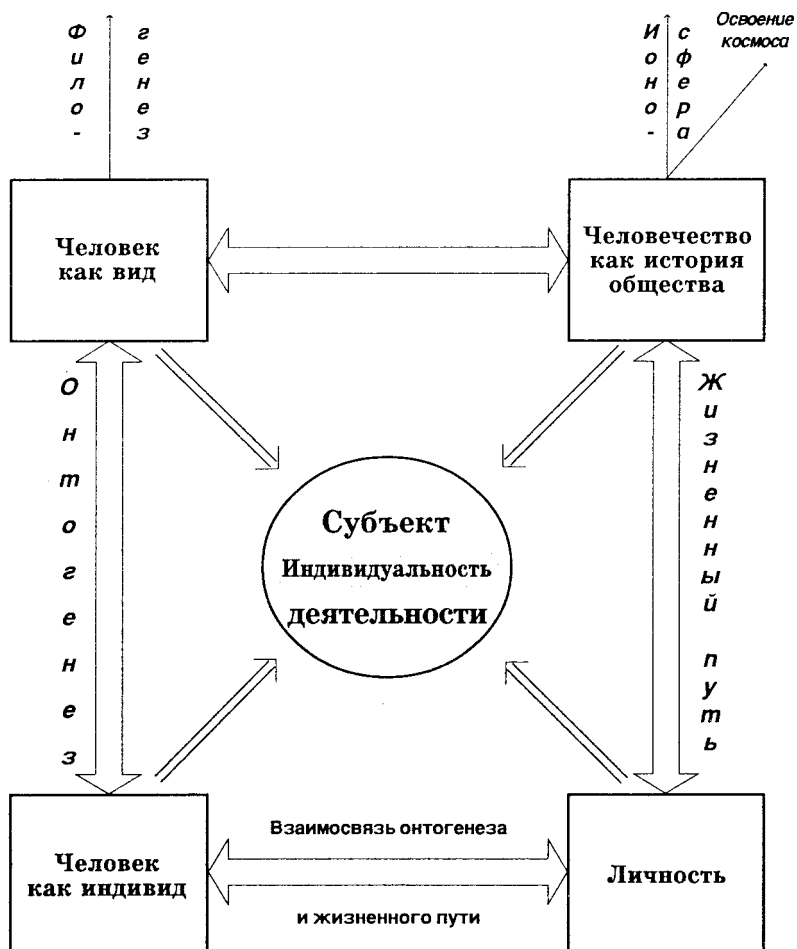 Фило-
генез
Ионо-
сфера
Освоение
космоса
Человек
как вид
Человечество
как история
общества
Онтогенез
Жизненный путь
Субъект
Индивидуальность
деятельности
Взаимосвязь онтогенеза
и жизненного пути
Человек
как индивид
Личность